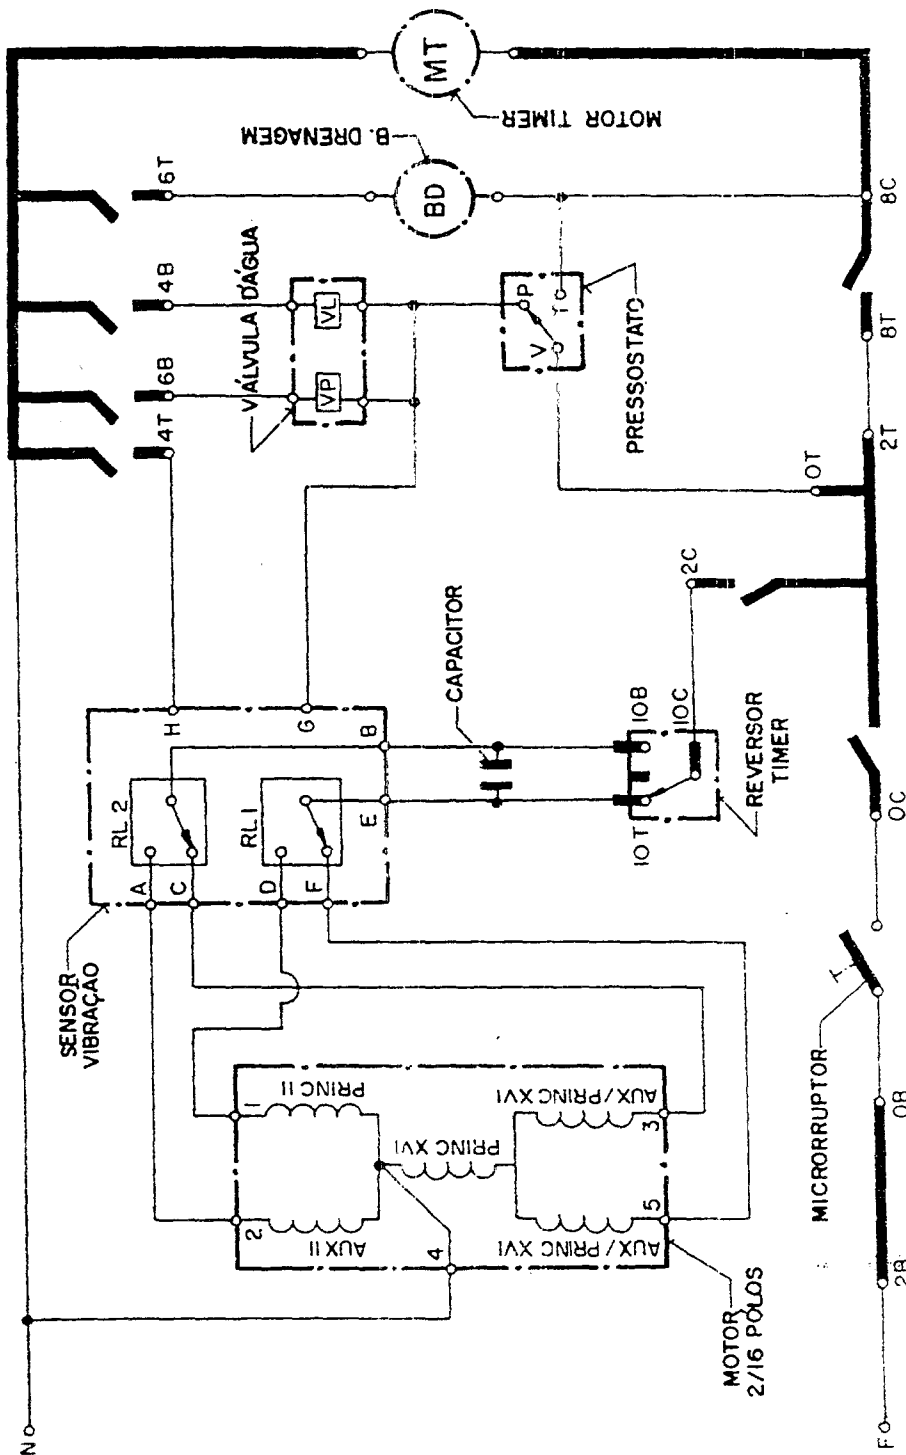 N
SENSOR
VIBRAÇÃO
RL 2
RL 1
A
C
D
F
H
G
B
E
4T
6B
4B
6T
VÁLVULA D'ÁGUA
VP
VL
B. DRENAGEM
BD
MT
MOTOR TIMER
1
2
3
4
5
PRINC II
AUX II
PRINC XVI
AUX/PRINC XVI
AUX/PRINC XVI
MOTOR
2/16 PÓLOS
CAPACITOR
10T
10B
10C
REVERSOR
TIMER
2C
V
P
T
PRESSOSTATO
0T
MICRORRUPTOR
F
2B
0B
0C
2T
8T
8C